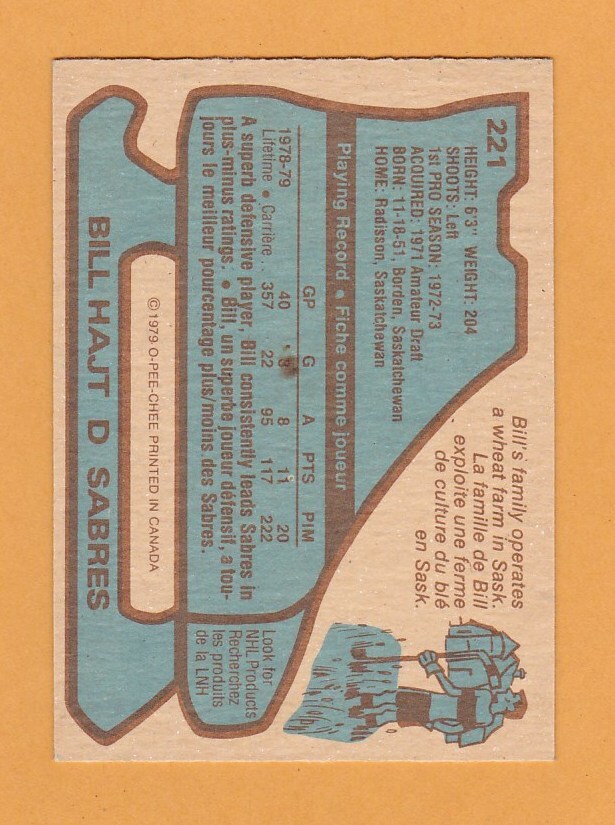 221
HEIGHT: 6'3" WEIGHT: 204
SHOOTS: Left
1st PRO SEASON: 1972-73
ACQUIRED: 1971 Amateur Draft
BORN: 11-18-51, Borden, Saskatchewan
HOME: Radisson, Saskatchewan
Bill's family operates
a wheat farm in Sask.
La famille de Bill
exploite une ferme
de culture du blé
en Sask.
Playing Record • Fiche comme joueur
GP G A PTS PIM
1978-79 40 3 8 11 20
Lifetime • Carrière . 357 22 95 117 222
A superb defensive player, Bill consistently leads Sabres in
plus-minus ratings. • Bill, un superbe joueur défensif, a tou-
jours le meilleur pourcentage plus/moins des Sabres.
Look for
NHL Products
Recherchez
les produits
de la LNH
©1979 O-PEE-CHEE PRINTED IN CANADA
BILL HAJT D SABRES